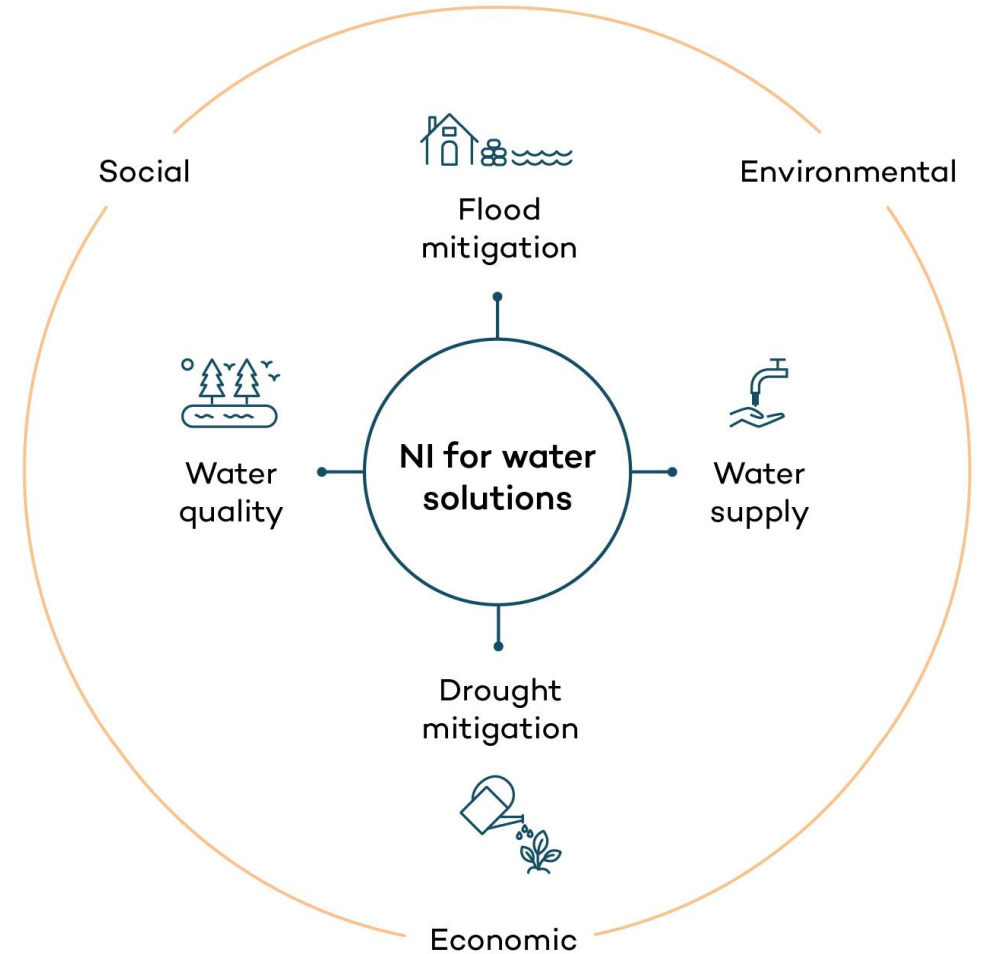 Social
Environmental
Flood
mitigation
Water
quality
NI for water
solutions
Water
supply
Drought
mitigation
Economic